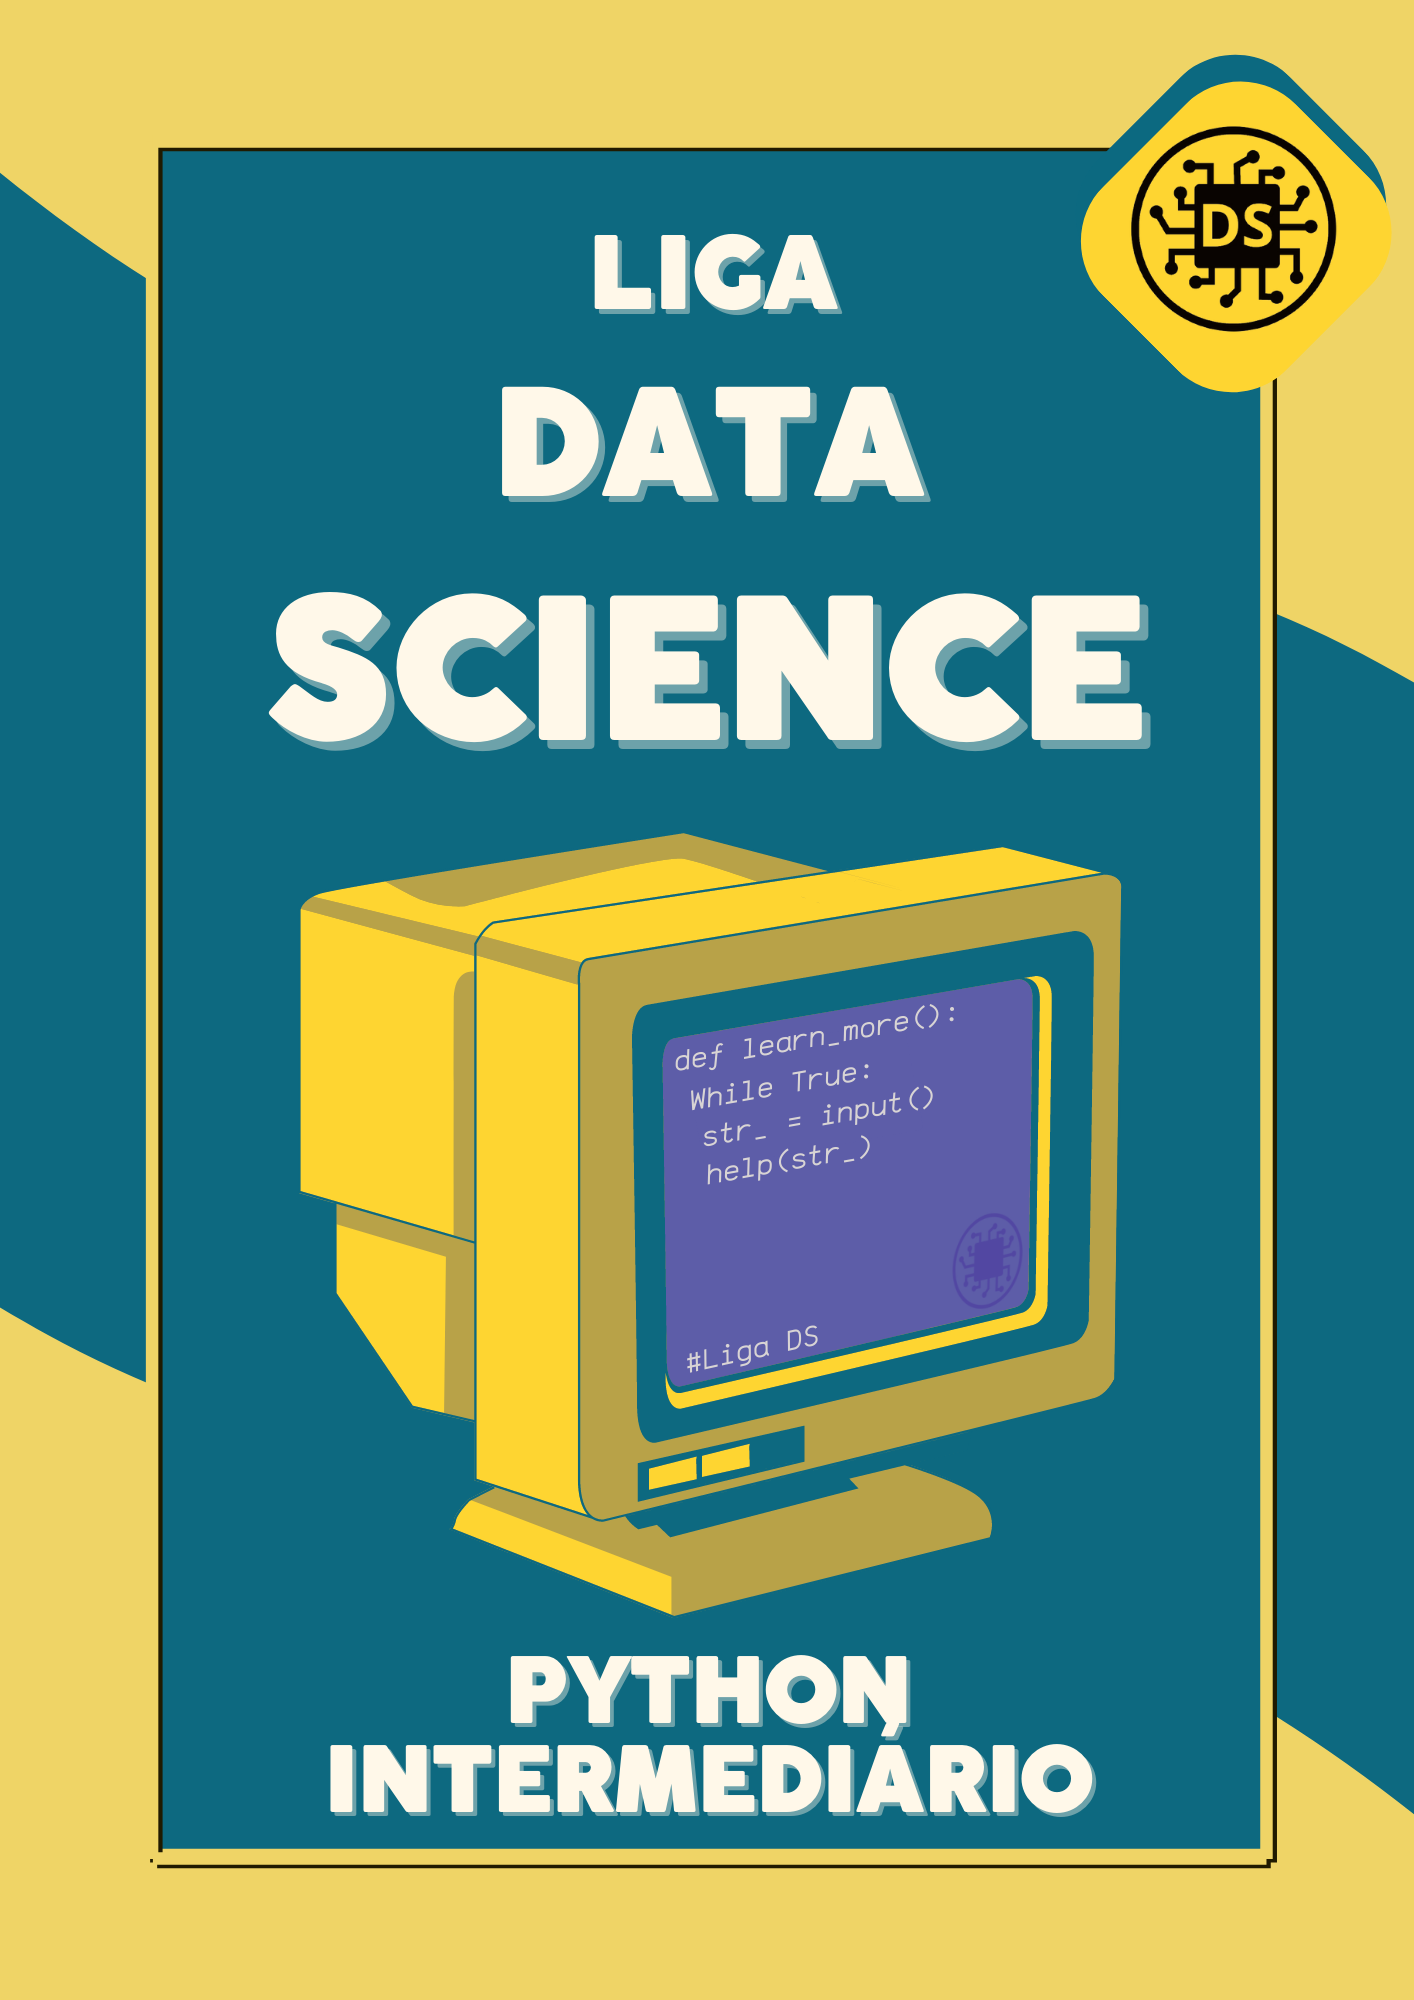 DS
LIGA
DATA
SCIENCE
def learn_more():
While True:
str_ = input()
help(str_)
#Liga DS
PYTHON
INTERMEDIÁRIO